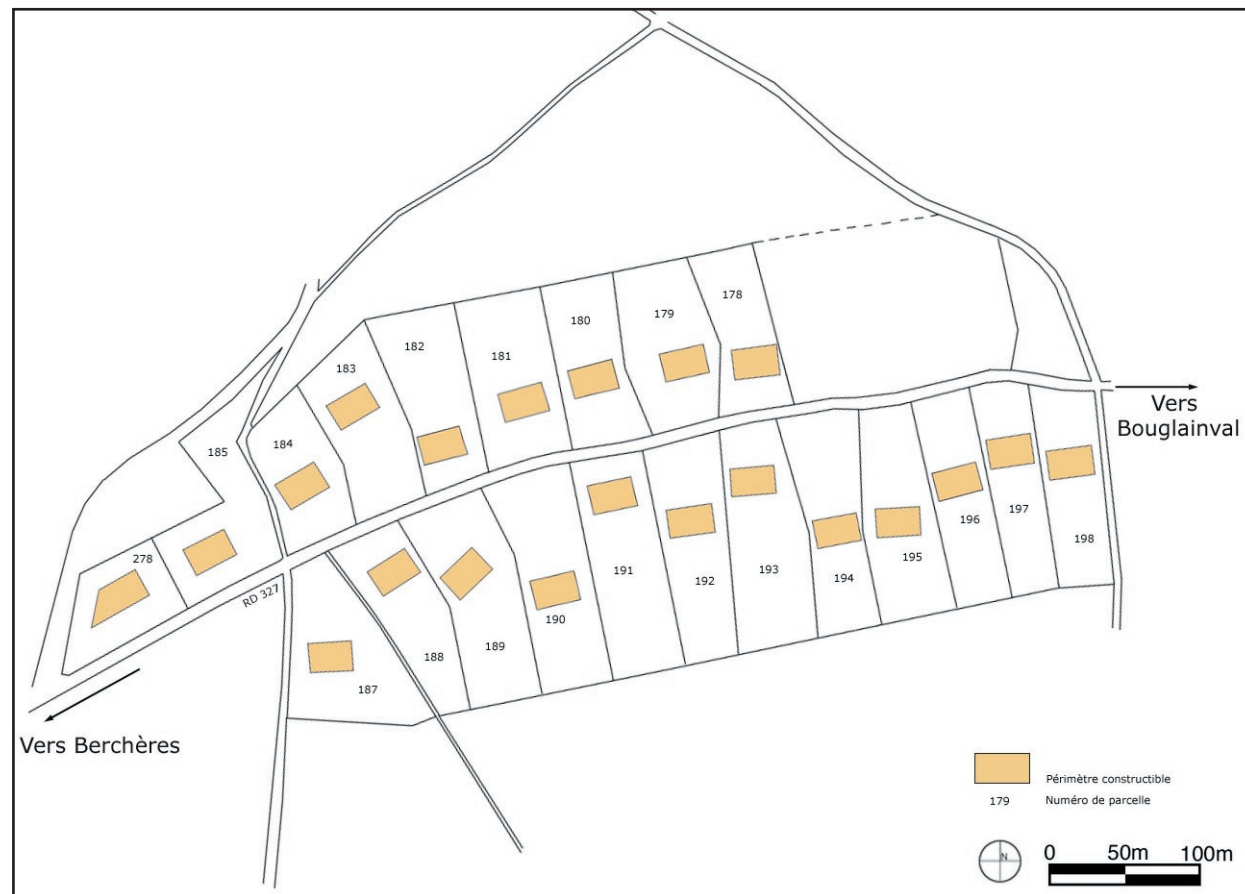 178
179
180
181
182
183
184
185
278
Vers
Bouglainval
RD 327
187
188
189
190
191
192
193
194
195
196
197
198
Vers Berchères
Périmètre constructible
179 Numéro de parcelle
N
0 50m 100m